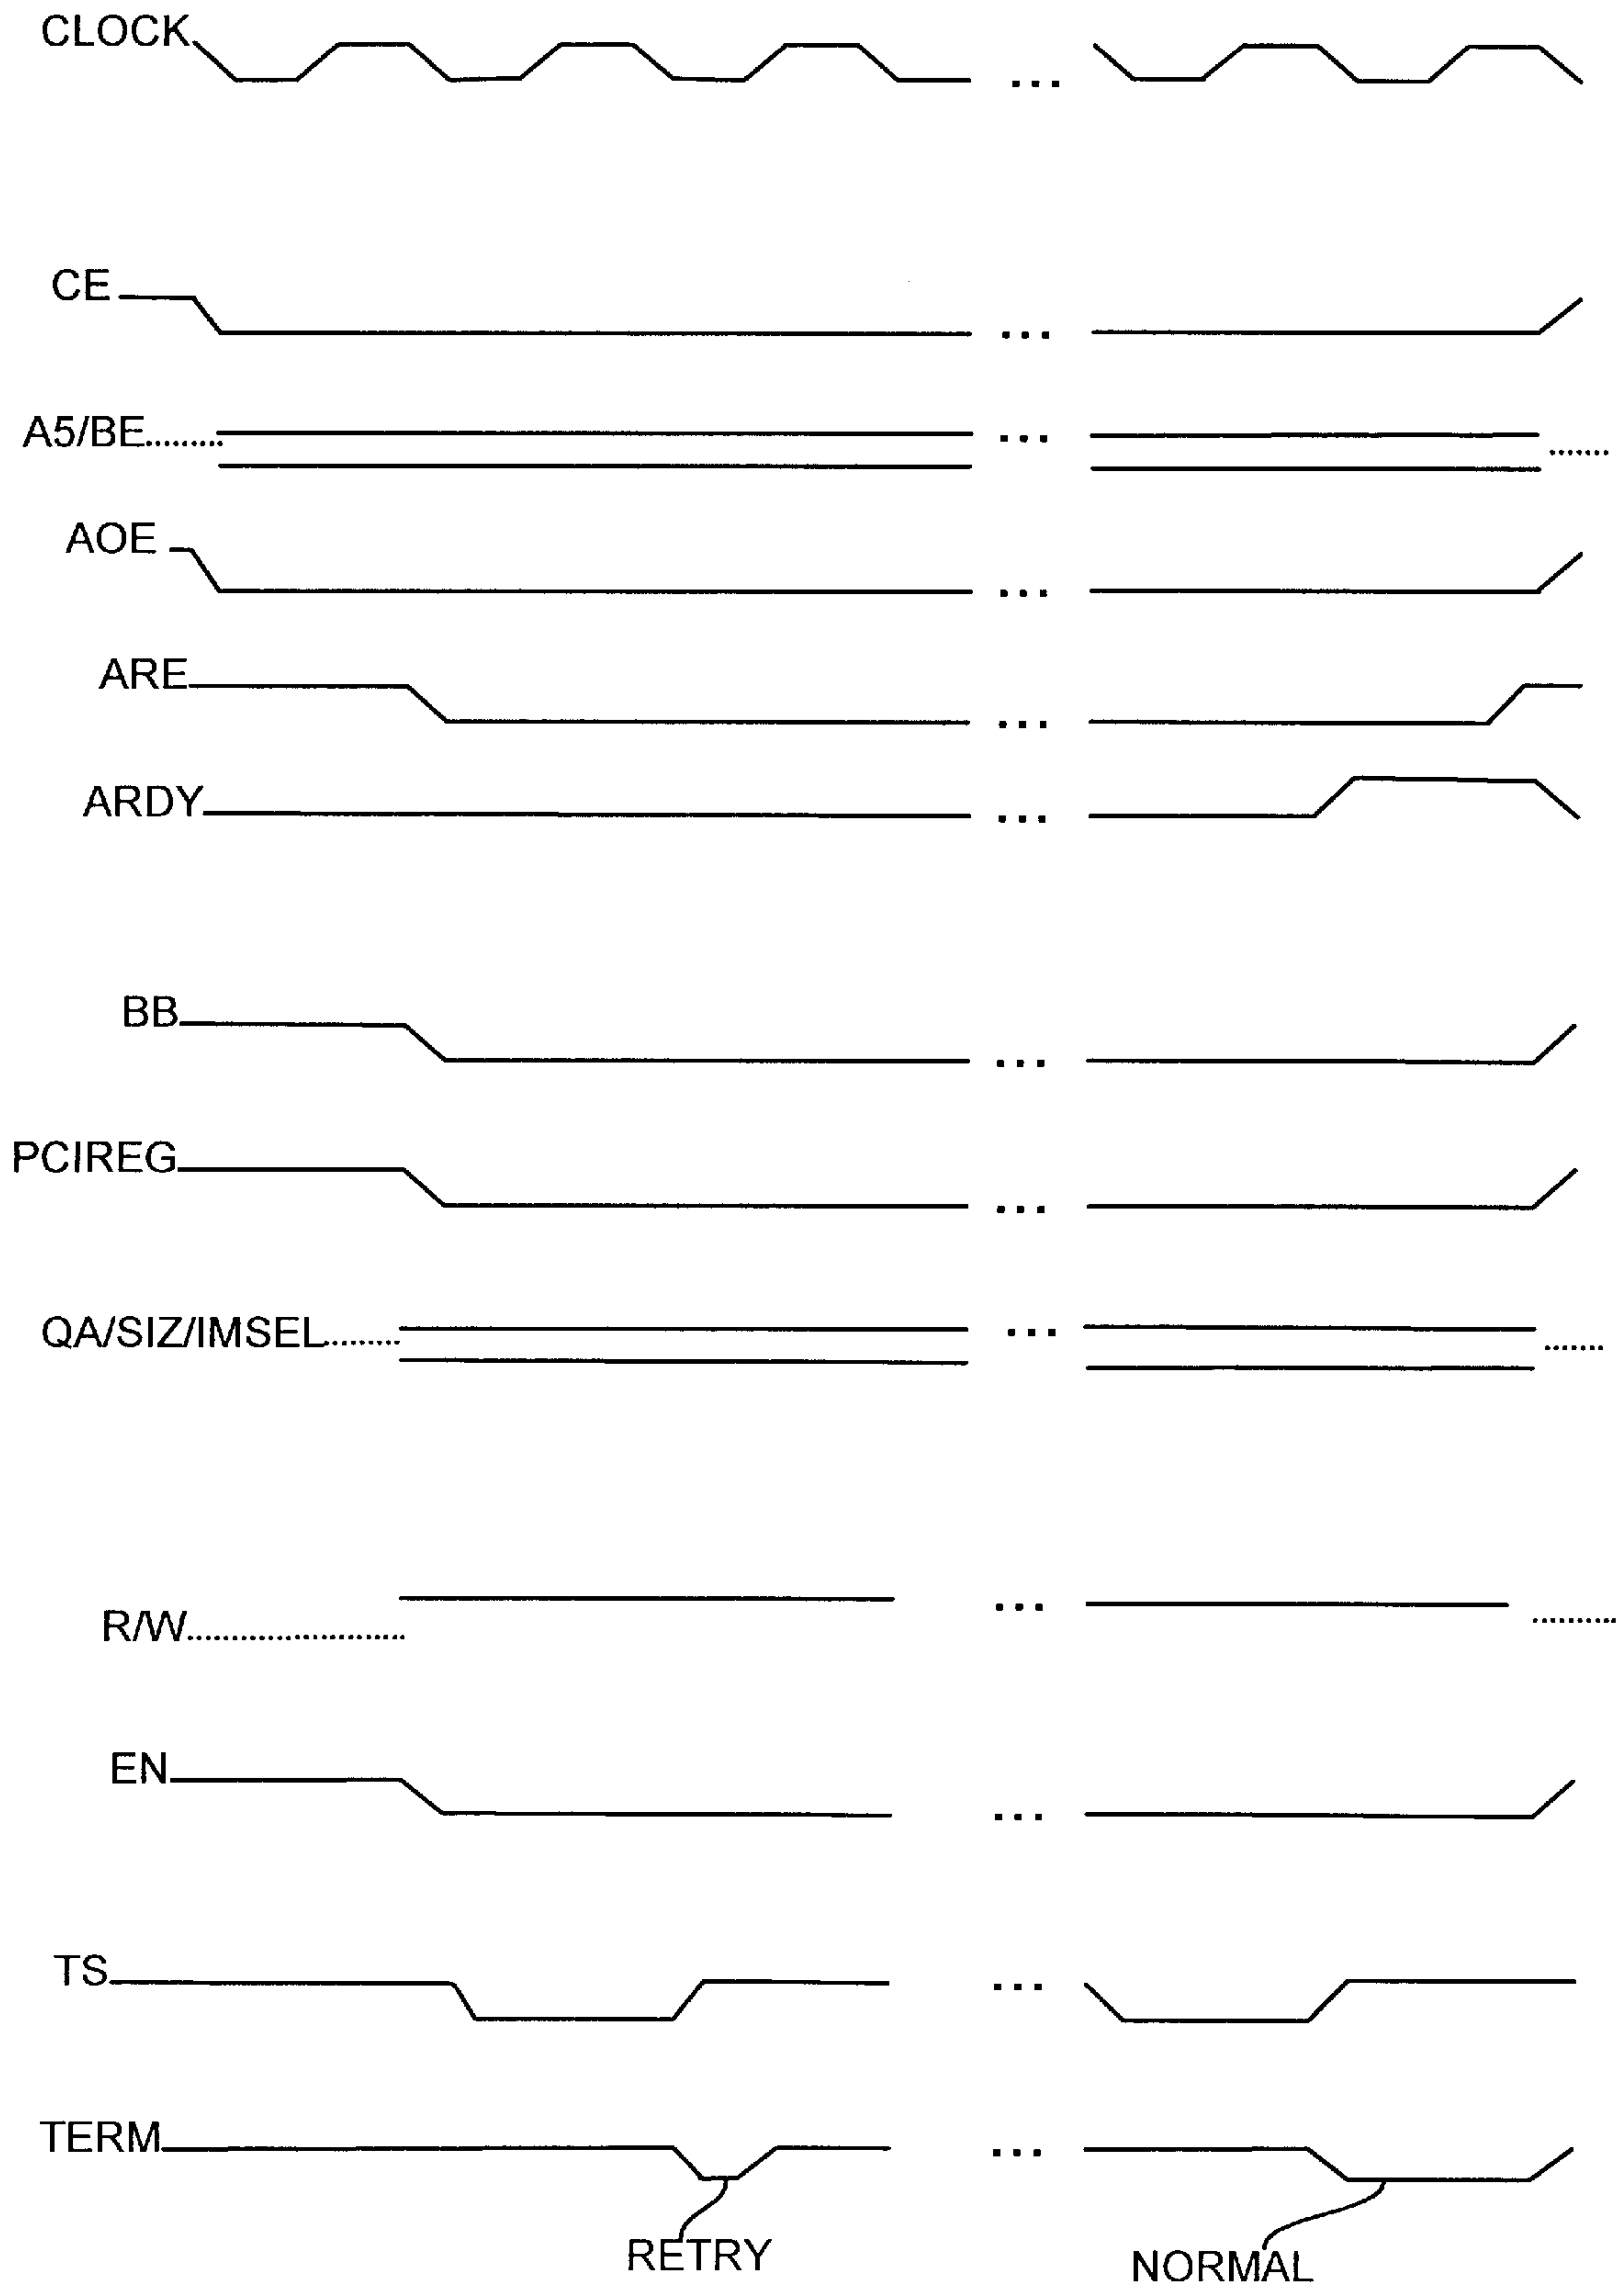 CLOCK
CE
A5/BE
AOE
ARE
ARDY
BB
PCIREG
QA/SIZ/IMSEL
R/W
EN
TS
TERM
RETRY
NORMAL